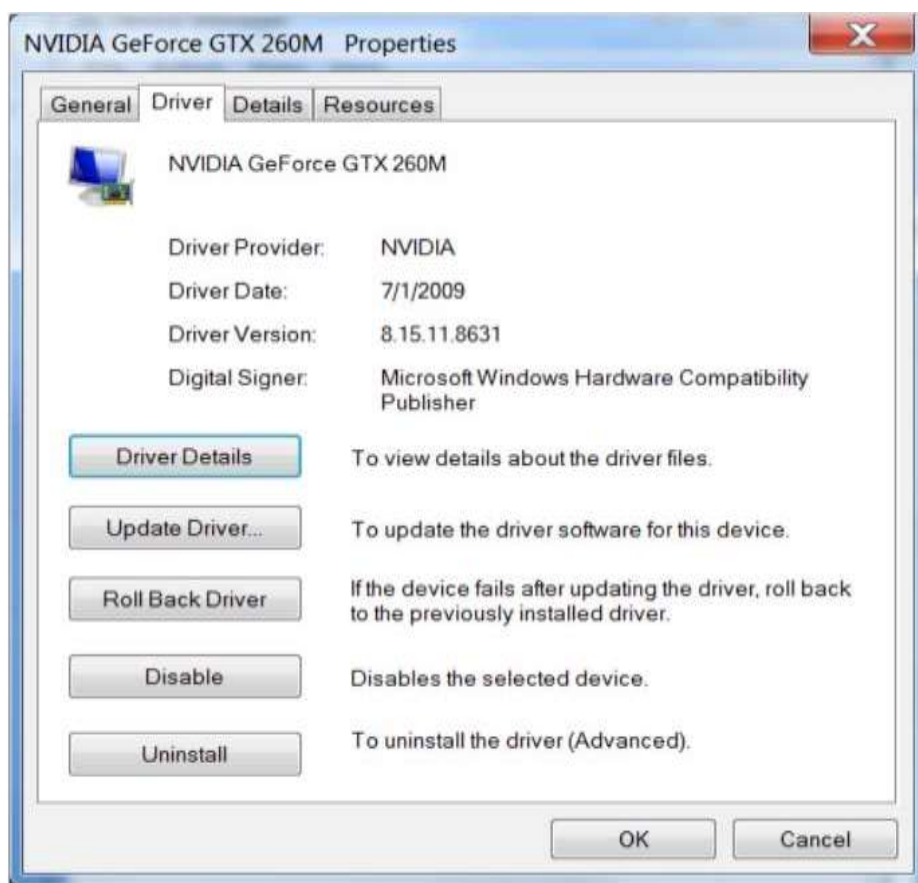 NVIDIA GeForce GTX 260M Properties
General Driver Details Resources
NVIDIA GeForce GTX 260M
Driver Provider: NVIDIA
Driver Date: 7/1/2009
Driver Version: 8.15.11.8631
Digital Signer: Microsoft Windows Hardware Compatibility
Publisher
Driver Details To view details about the driver files.
Update Driver... To update the driver software for this device.
Roll Back Driver If the device fails after updating the driver, roll back
to the previously installed driver.
Disable Disables the selected device.
Uninstall To uninstall the driver (Advanced).
OK Cancel